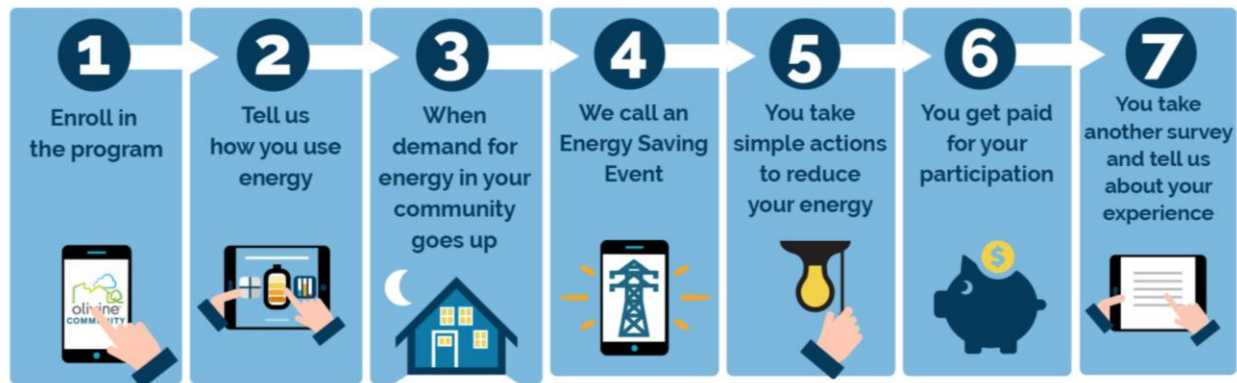 1
Enroll in
the program
olivine
COMMUNITY
2
Tell us
how you use
energy
3
When
demand for
energy in your
community
goes up
4
We call an
Energy Saving
Event
5
You take
simple actions
to reduce
your energy
6
You get paid
for your
participation
$
7
You take
another survey
and tell us
about your
experience